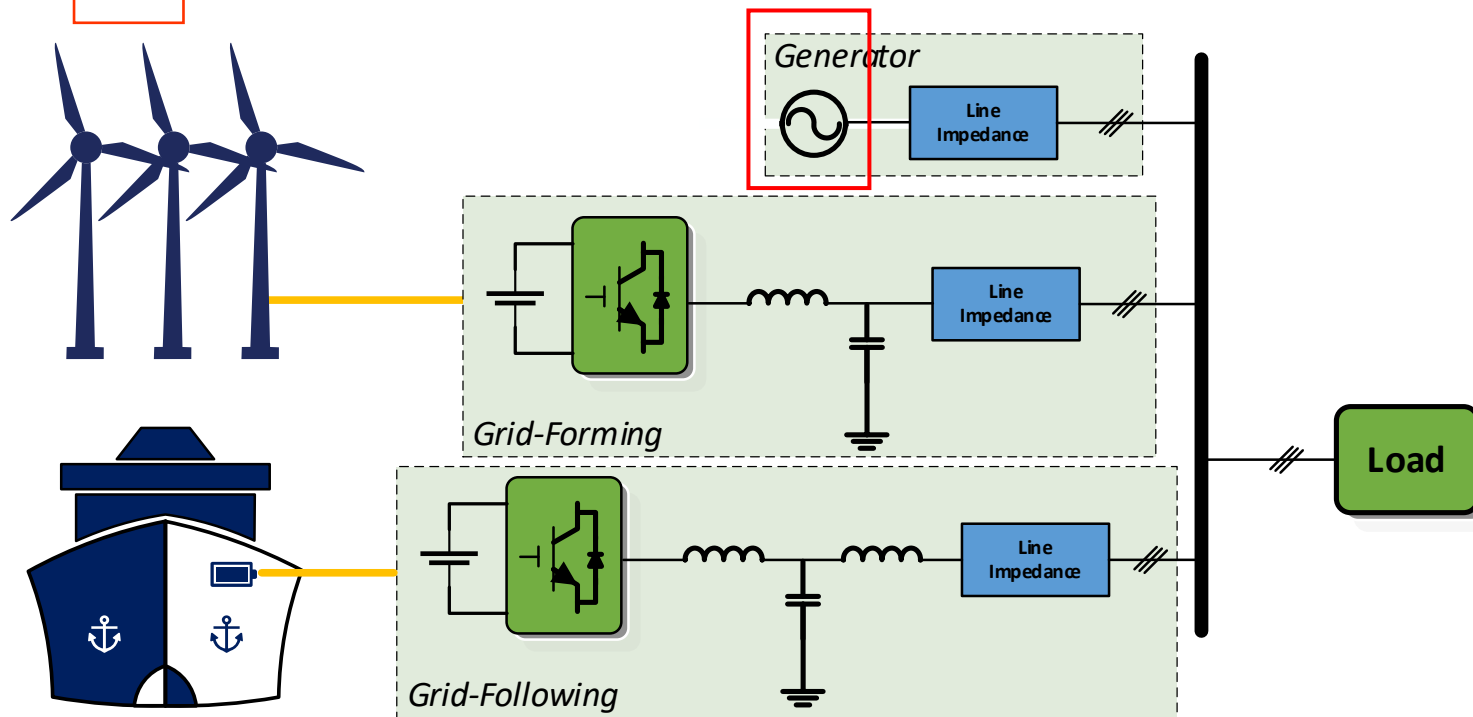 Generator
Line
Impedance
Line
Impedance
Grid-Forming
Load
Line
Impedance
Grid-Following